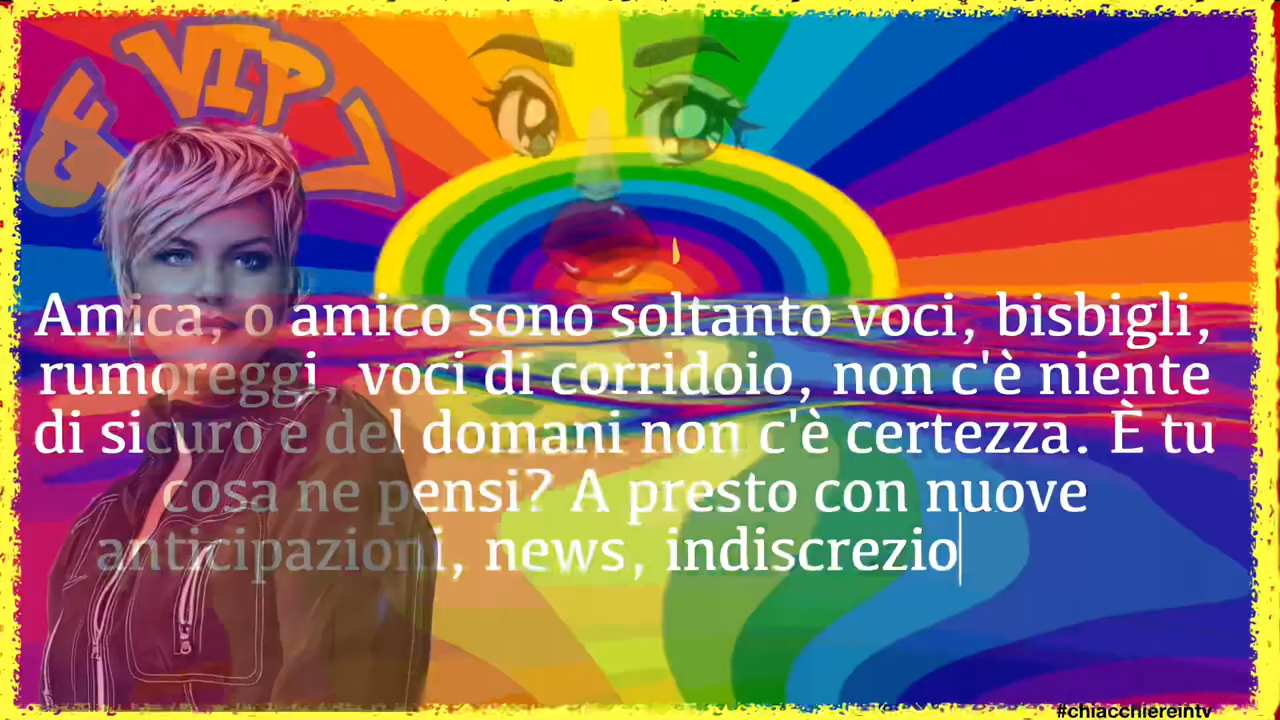 GF VIP 7
Amica, o amico sono soltanto voci, bisbigli,
rumoreggi, voci di corridoio, non c'è niente
di sicuro e del domani non c'è certezza. È tu
cosa ne pensi? A presto con nuove
anticipazioni, news, indiscrezio
#chiacchiereintv